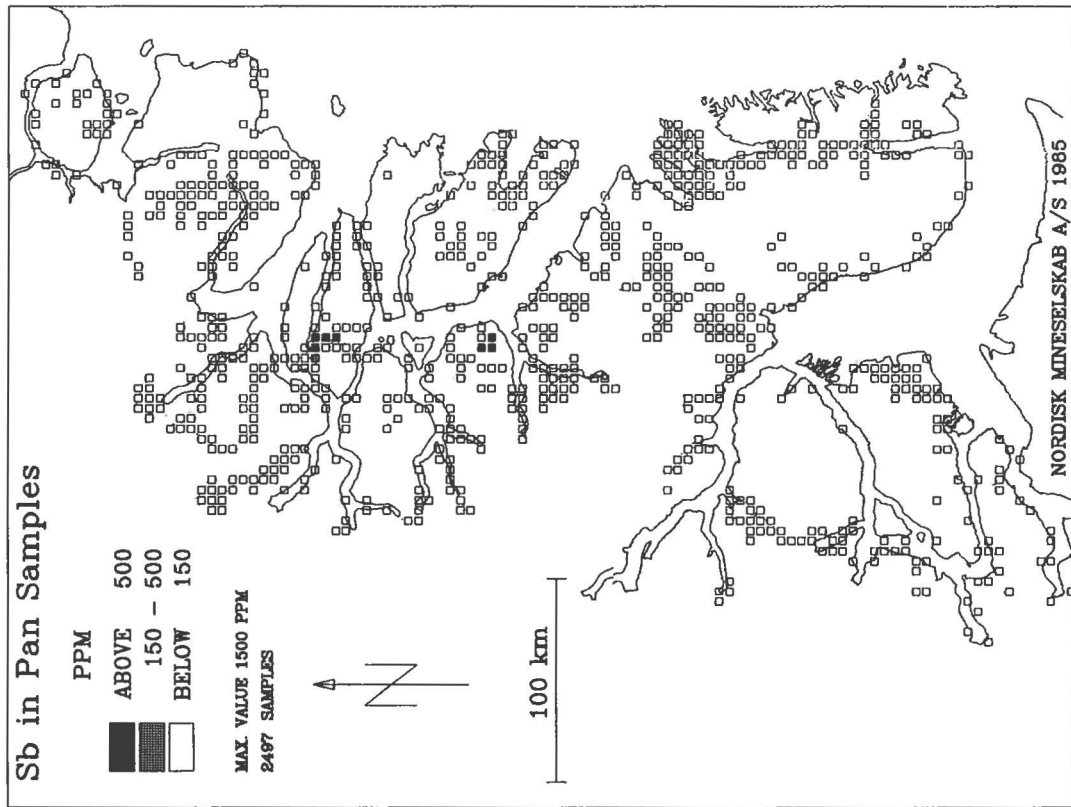 Sb in Pan Samples
PPM
ABOVE 500
150 - 500
BELOW 150
MAX. VALUE 1500 PPM
2497 SAMPLES
N
100 km
NORDISK MINESELSKAB A/S 1985